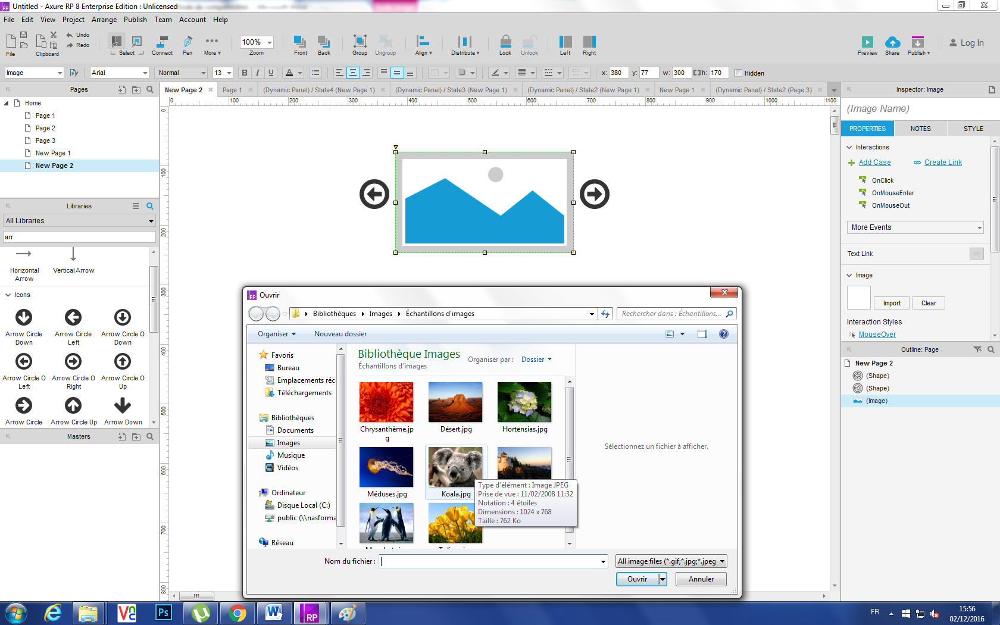 Untitled - Axure RP 8 Enterprise Edition : Unlicensed
File Edit View Project Arrange Publish Team Account Help
Undo
Redo
File Clipboard Select Connect Pen More ▾ 100% Zoom Front Back Group Ungroup Align ▾ Distribute ▾ Lock Unlock Left Right Preview Share Publish ▾ Log In
Image Arial Normal 13 B I U A x: 380 y: 77 w: 300 h: 170 Hidden
Pages
New Page 2 Page 1 (Dynamic Panel) / State4 (New Page 1) (Dynamic Panel) / State3 (New Page 1) (Dynamic Panel) / State2 (New Page 1) New Page 1 (Dynamic Panel) / State2 (Page 3)
Inspector: Image
0 100 200 300 400 500 600 700 800 900 1000 1100
0 100 200 300 400 500 600 700 800
Home
Page 1
Page 2
Page 3
New Page 1
New Page 2
Libraries
All Libraries
arr
Horizontal Arrow
Vertical Arrow
Icons
Arrow Circle Down
Arrow Circle Left
Arrow Circle O Down
Arrow Circle O Left
Arrow Circle O Right
Arrow Circle O Up
Arrow Circle
Arrow Circle Up
Arrow Down
Masters
(Image Name)
PROPERTIES NOTES STYLE
Interactions
Add Case Create Link
OnClick
OnMouseEnter
OnMouseOut
More Events
Text Link
Image
Import Clear
Interaction Styles
MouseOver
Outline: Page
New Page 2
(Shape)
(Shape)
(Image)
RP Ouvrir
Bibliothèques Images Échantillons d'images
Rechercher dans : Échantillons...
Organiser Nouveau dossier
Favoris
Bureau
Emplacements réc
Téléchargements
Bibliothèques
Documents
Images
Musique
Vidéos
Ordinateur
Disque Local (C:)
public (\\nasforma
Réseau
Bibliothèque Images
Échantillons d'images
Organiser par : Dossier
Chrysanthème.jpg
Désert.jpg
Hortensias.jpg
Méduses.jpg
Koala.jpg
Type d'élément : Image JPEG
Prise de vue : 11/02/2008 11:32
Notation : 4 étoiles
Dimensions : 1024 x 768
Taille : 762 Ko
Sélectionnez un fichier à afficher.
Nom du fichier :
All image files (*.gif;*.jpg;*.jpeg
Ouvrir Annuler
Ps
RP
FR
15:56
02/12/2016